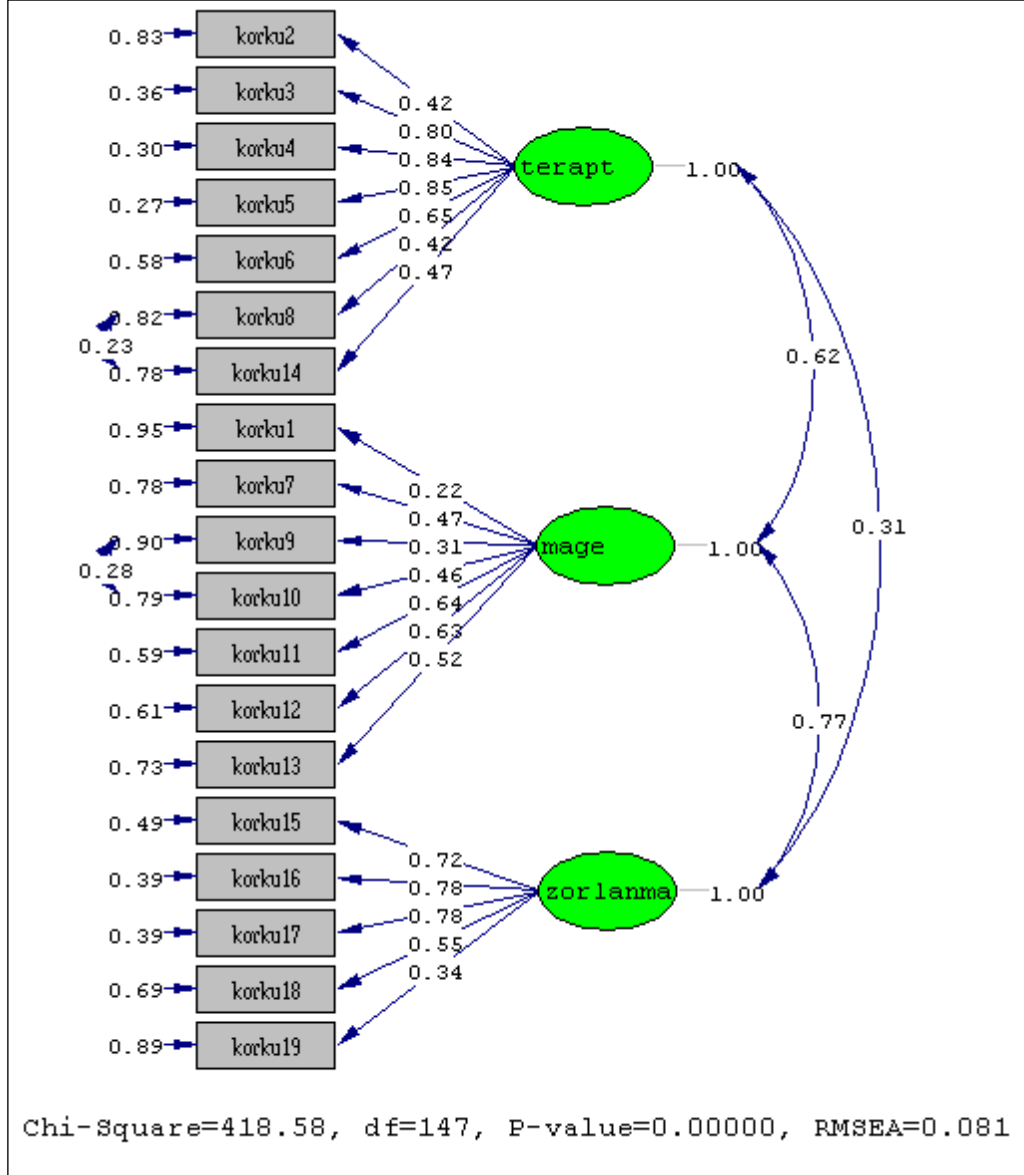 0.83 korku2
0.42
0.36 korku3
0.80
0.30 korku4
0.84
terapt 1.00
0.85
0.27 korku5
0.65
0.58 korku6
0.42
0.47
0.82 korku8
0.23
0.62
0.78 korku14
0.95 korku1
0.22
0.78 korku7
0.47
0.31
0.31
0.90 korku9
mage 1.00
0.28
0.46
0.79 korku10
0.64
0.63
0.59 korku11
0.52
0.61 korku12
0.77
0.73 korku13
0.49 korku15
0.72
0.39 korku16
0.78
zorlanma 1.00
0.78
0.39 korku17
0.55
0.34
0.69 korku18
0.89 korku19
Chi-Square=418.58, df=147, P-value=0.00000, RMSEA=0.081